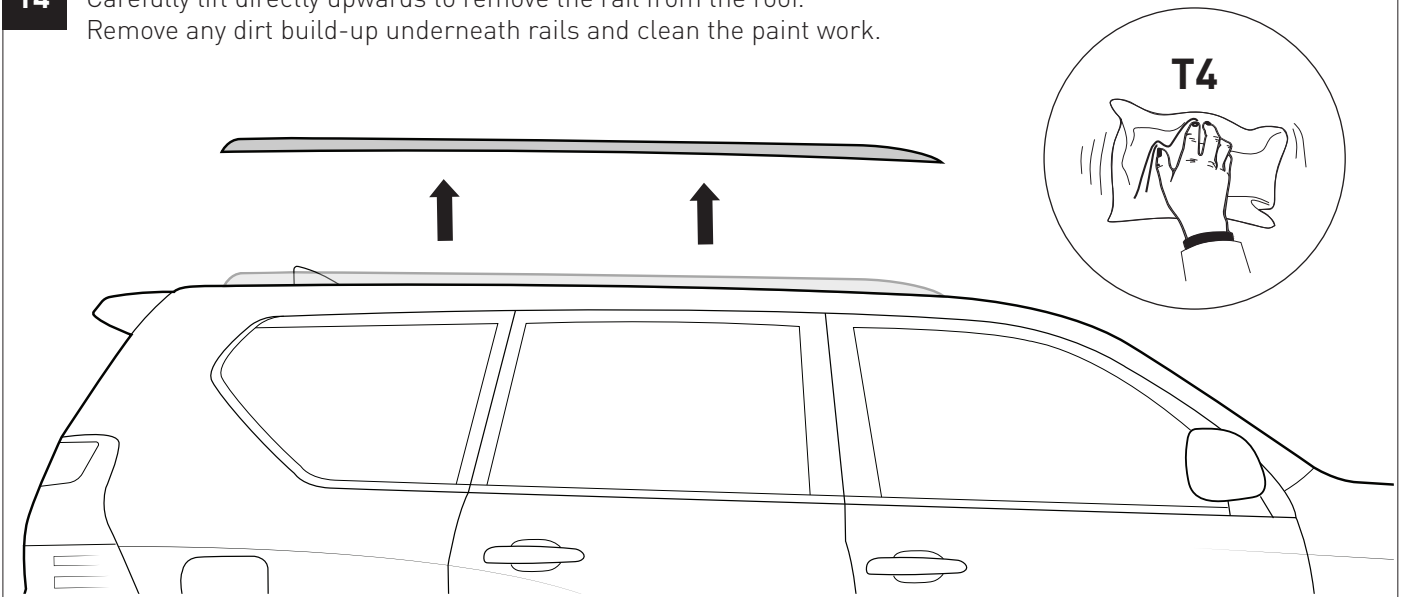 T4
Carefully lift directly upwards to remove the rail from the roof.
Remove any dirt build-up underneath rails and clean the paint work.
T4